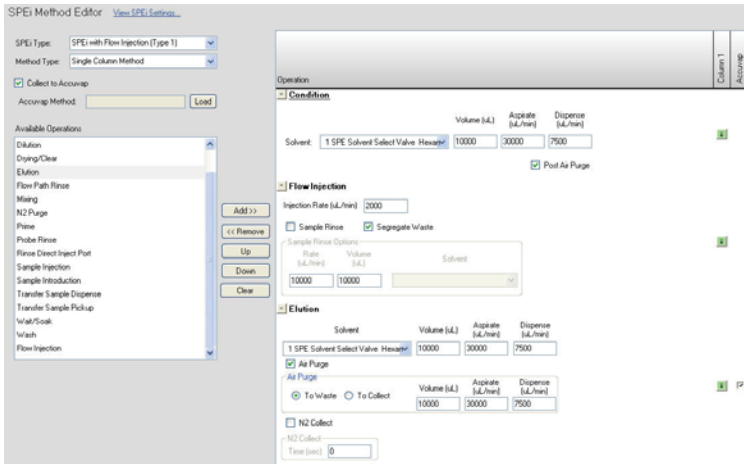 SPEi Method Editor View SPEi Settings...
SPEi Type: SPEi with Flow Injection (Type 1)
Method Type: Single Column Method
Collect to Accuvap
Accuvap Method: Load
Available Operations
Dilution
Drying/Clear
Elution
Flow Path Rinse
Mixing
N2 Purge
Prime
Probe Rinse
Rinse Direct Inject Port
Sample Injection
Sample Introduction
Transfer Sample Dispense
Transfer Sample Pickup
Wait/Soak
Wash
Flow Injection
Add >>
<< Remove
Up
Down
Clear
Operation
Column 1
Accuvap
Condition
Volume (uL) Aspirate (uL/min) Dispense (uL/min)
Solvent: 1 SPE Solvent Select Valve Hexan 10000 30000 7500
Post Air Purge
Flow Injection
Injection Rate (uL/min) 2000
Sample Rinse Segregate Waste
Sample Rinse Options
Rate (uL/min) Volume (uL) Solvent
10000 10000
Elution
Solvent Volume (uL) Aspirate (uL/min) Dispense (uL/min)
1 SPE Solvent Select Valve Hexan 10000 30000 7500
Air Purge
Air Purge
To Waste To Collect
Volume (uL) Aspirate (uL/min) Dispense (uL/min)
10000 30000 7500
N2 Collect
N2 Collect
Time (sec) 0